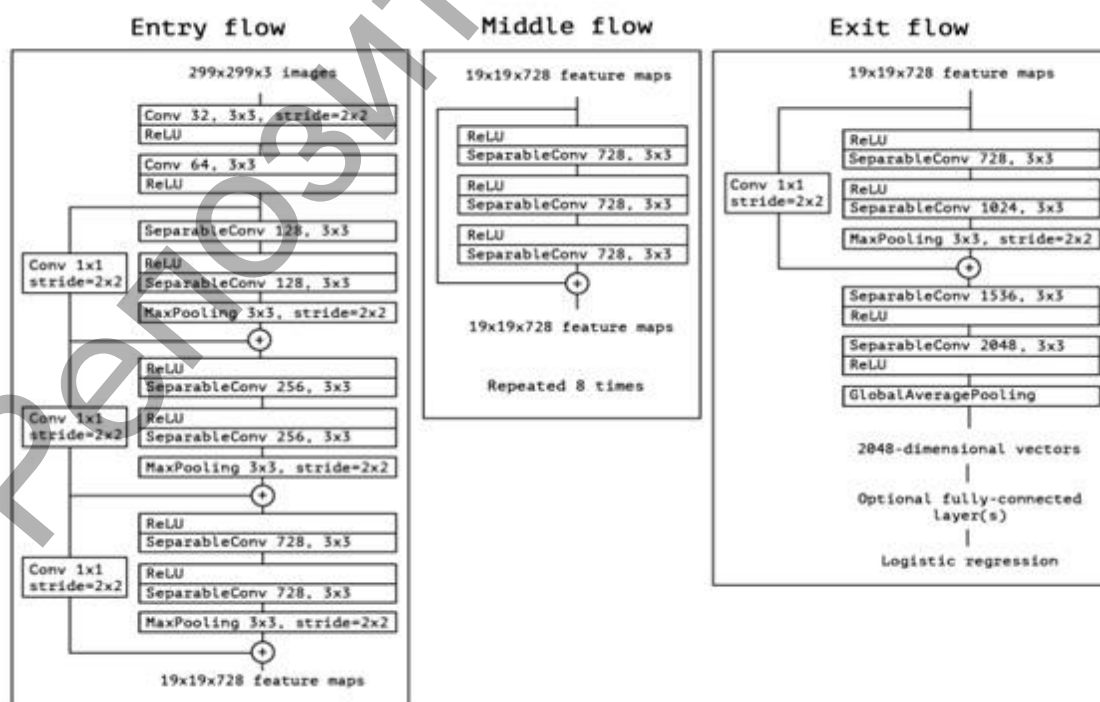 Entry flow
299x299x3 images
Conv 32, 3x3, stride=2x2
ReLU
Conv 64, 3x3
ReLU
SeparableConv 128, 3x3
Conv 1x1
stride=2x2
ReLU
SeparableConv 128, 3x3
MaxPooling 3x3, stride=2x2
+
ReLU
SeparableConv 256, 3x3
Conv 1x1
stride=2x2
ReLU
SeparableConv 256, 3x3
MaxPooling 3x3, stride=2x2
+
ReLU
SeparableConv 728, 3x3
Conv 1x1
stride=2x2
ReLU
SeparableConv 728, 3x3
MaxPooling 3x3, stride=2x2
+
19x19x728 feature maps
Middle flow
19x19x728 feature maps
ReLU
SeparableConv 728, 3x3
ReLU
SeparableConv 728, 3x3
ReLU
SeparableConv 728, 3x3
+
19x19x728 feature maps
Repeated 8 times
Exit flow
19x19x728 feature maps
ReLU
SeparableConv 728, 3x3
Conv 1x1
stride=2x2
ReLU
SeparableConv 1024, 3x3
MaxPooling 3x3, stride=2x2
+
SeparableConv 1536, 3x3
ReLU
SeparableConv 2048, 3x3
ReLU
GlobalAveragePooling
2048-dimensional vectors
Optional fully-connected
layer(s)
Logistic regression